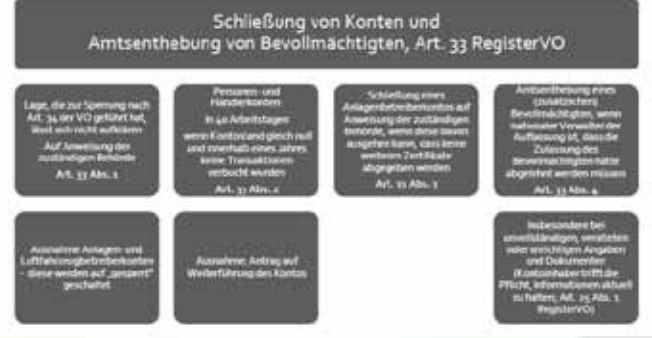 Schließung von Konten und
Amtsenthebung von Bevollmächtigten, Art. 33 RegisterVO
Lage, die zur Sperrung nach
Art. 34 der VO geführt hat,
lässt sich nicht aufklären
Auf Anweisung der
zuständigen Behörde
Art. 33 Abs. 1
Personen- und
Händlerkonten
In 40 Arbeitstagen
wenn Kontostand gleich null
und innerhalb eines Jahres
keine Transaktionen
verbucht wurden
Art. 33 Abs. 2
Schließung eines
Anlagenbetreiberkontos auf
Anweisung der zuständigen
Behörde, wenn diese davon
ausgehen kann, dass keine
weiteren Zertifikate
abgegeben werden
Art. 33 Abs. 3
Amtsenthebung eines
(zusätzlichen)
Bevollmächtigten, wenn
nationaler Verwalter der
Auffassung ist, dass die
Zulassung des
Bevollmächtigten hätte
abgelehnt werden müssen
Art. 33 Abs. 4
Ausnahme Anlagen- und
Luftfahrzeugbetreiberkonten
- diese werden auf „gesperrt"
geschaltet
Ausnahme: Antrag auf
Weiterführung des Kontos
Insbesondere bei
unvollständigen, veralteten
oder unrichtigen Angaben
und Dokumenten
(Kontoinhaber trifft die
Pflicht, Informationen aktuell
zu halten, Art. 25 Abs. 1
RegisterVO)